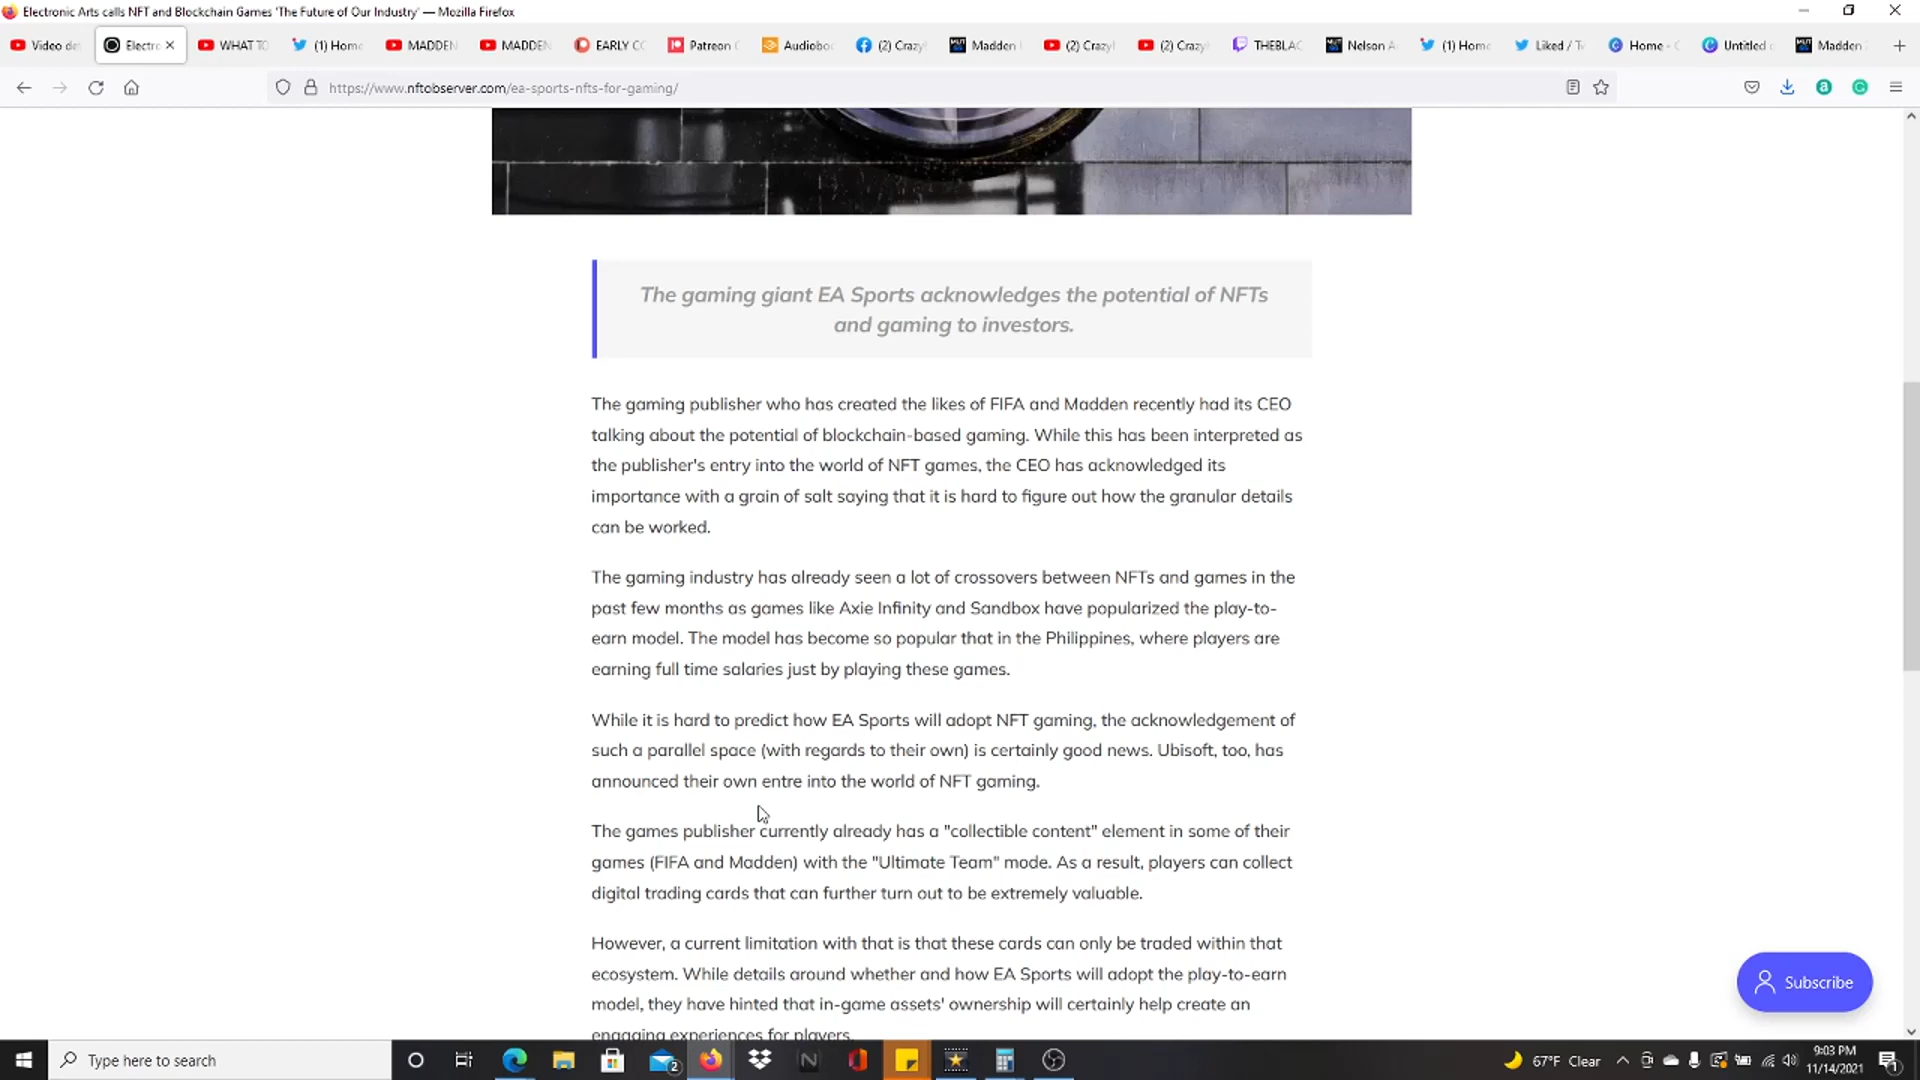 Electronic Arts calls NFT and Blockchain Games 'The Future of Our Industry' — Mozilla Firefox
Video de
Electro
WHAT TO
(1) Home
MADDEN
MADDEN
EARLY CO
Patreon
Audioboo
(2) Crazy
Madden
(2) Crazy
(2) Crazy
THEBLAC
Nelson A
(1) Home
Liked / T
Home -
Untitled
Madden
https://www.nftobserver.com/ea-sports-nfts-for-gaming/
The gaming giant EA Sports acknowledges the potential of NFTs
and gaming to investors.
The gaming publisher who has created the likes of FIFA and Madden recently had its CEO
talking about the potential of blockchain-based gaming. While this has been interpreted as
the publisher's entry into the world of NFT games, the CEO has acknowledged its
importance with a grain of salt saying that it is hard to figure out how the granular details
can be worked.
The gaming industry has already seen a lot of crossovers between NFTs and games in the
past few months as games like Axie Infinity and Sandbox have popularized the play-to-
earn model. The model has become so popular that in the Philippines, where players are
earning full time salaries just by playing these games.
While it is hard to predict how EA Sports will adopt NFT gaming, the acknowledgement of
such a parallel space (with regards to their own) is certainly good news. Ubisoft, too, has
announced their own entre into the world of NFT gaming.
The games publisher currently already has a "collectible content" element in some of their
games (FIFA and Madden) with the "Ultimate Team" mode. As a result, players can collect
digital trading cards that can further turn out to be extremely valuable.
However, a current limitation with that is that these cards can only be traded within that
ecosystem. While details around whether and how EA Sports will adopt the play-to-earn
model, they have hinted that in-game assets' ownership will certainly help create an
engaging experiences for players.
Subscribe
Type here to search
2
67°F Clear
9:03 PM
11/14/2021
1